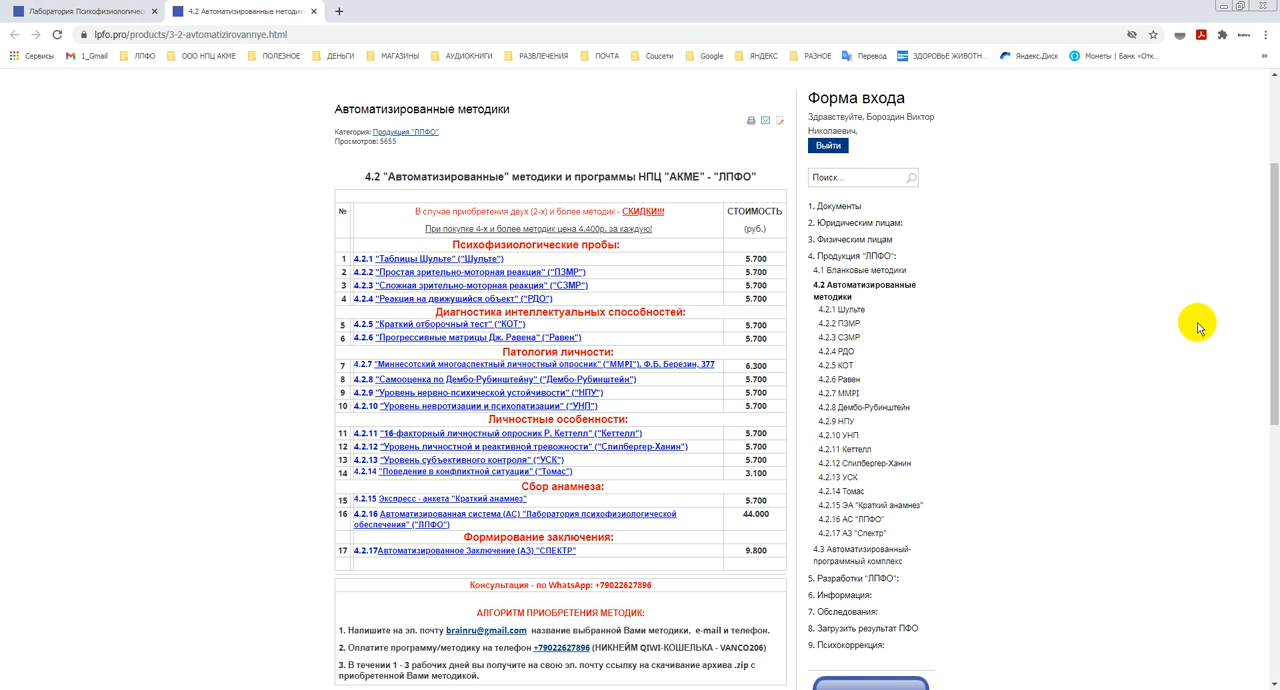 Лаборатория Психофизиологическ
4.2 Автоматизированные методик
lpfo.pro/products/3-2-avtomatizirovannye.html
Сервисы 1_Gmail ЛПФО ООО НПЦ АКМЕ ПОЛЕЗНОЕ ДЕНЬГИ МАГАЗИНЫ АУДИОКНИГИ РАЗВЛЕЧЕНИЯ ПОЧТА Соцсети Google ЯНДЕКС РАЗНОЕ Перевод ЗДОРОВЬЕ ЖИВОТН... Яндекс.Диск Монеты | Банк «Отк... »
Автоматизированные методики
Категория: Продукция "ЛПФО"
Просмотров: 5655
4.2 "Автоматизированные" методики и программы НПЦ "АКМЕ" - "ЛПФО"
№ В случае приобретения двух (2-х) и более методик - СКИДКИ!!! СТОИМОСТЬ
При покупке 4-х и более методик цена 4.400р. за каждую! (руб.)
Психофизиологические пробы:
1 4.2.1 "Таблицы Шульте" ("Шульте") 5.700
2 4.2.2 "Простая зрительно-моторная реакция" ("ПЗМР") 5.700
3 4.2.3 "Сложная зрительно-моторная реакция" ("СЗМР") 5.700
4 4.2.4 "Реакция на движущийся объект" ("РДО") 5.700
Диагностика интеллектуальных способностей:
5 4.2.5 "Краткий отборочный тест" ("КОТ") 5.700
6 4.2.6 "Прогрессивные матрицы Дж. Равена" ("Равен") 5.700
Патология личности:
7 4.2.7 "Миннесотский многоаспектный личностный опросник" ("MMPI"), Ф.Б. Березин, 377 6.300
8 4.2.8 "Самооценка по Дембо-Рубинштейну" ("Дембо-Рубинштейн") 5.700
9 4.2.9 "Уровень нервно-психической устойчивости" ("НПУ") 5.700
10 4.2.10 "Уровень невротизации и психопатизации" ("УНП") 5.700
Личностные особенности:
11 4.2.11 "16-факторный личностный опросник Р. Кеттелл" ("Кеттелл") 5.700
12 4.2.12 "Уровень личностной и реактивной тревожности" ("Спилбергер-Ханин") 5.700
13 4.2.13 "Уровень субъективного контроля" ("УСК") 5.700
14 4.2.14 "Поведение в конфликтной ситуации" ("Томас") 3.100
Сбор анамнеза:
15 4.2.15 Экспресс - анкета "Краткий анамнез" 5.700
16 4.2.16 Автоматизированная система (АС) "Лаборатория психофизиологической 44.000
обеспечения" ("ЛПФО")
Формирование заключения:
17 4.2.17Автоматизированное Заключение (АЗ) "СПЕКТР" 9.800
Консультация - по WhatsApp: +79022627896
АЛГОРИТМ ПРИОБРЕТЕНИЯ МЕТОДИК:
1. Напишите на эл. почту brainru@gmail.com название выбранной Вами методики, e-mail и телефон.
2. Оплатите программу/методику на телефон +79022627896 (НИКНЕЙМ QIWI-КОШЕЛЬКА - VANCO206)
3. В течении 1 - 3 рабочих дней вы получите на свою эл. почту ссылку на скачивание архива .zip с
приобретенной Вами методикой.
Форма входа
Здравствуйте, Бороздин Виктор
Николаевич,
Выйти
Поиск...
1. Документы
2. Юридическим лицам:
3. Физическим лицам
4. Продукция "ЛПФО":
4.1 Бланковые методики
4.2 Автоматизированные
методики
4.2.1 Шульте
4.2.2 ПЗМР
4.2.3 СЗМР
4.2.4 РДО
4.2.5 КОТ
4.2.6 Равен
4.2.7 MMPI
4.2.8 Дембо-Рубинштейн
4.2.9 НПУ
4.2.10 УНП
4.2.11 Кеттелл
4.2.12 Спилбергер-Ханин
4.2.13 УСК
4.2.14 Томас
4.2.15 ЭА "Краткий анамнез"
4.2.16 АС "ЛПФО"
4.2.17 АЗ "Спектр"
4.3 Автоматизированный-
программный комплекс
5. Разработки "ЛПФО":
6. Информация:
7. Обследования:
8. Загрузить результат ПФО
9. Психокоррекция: